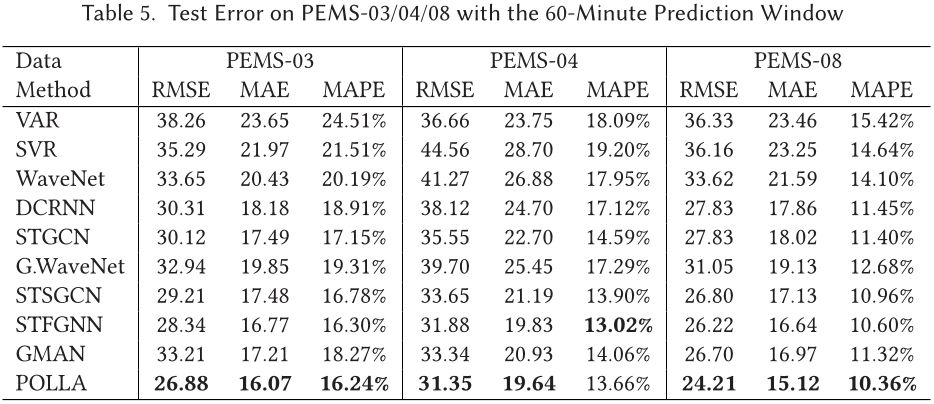 Table 5. Test Error on PEMS-03/04/08 with the 60-Minute Prediction Window
Data PEMS-03 PEMS-04 PEMS-08
Method RMSE MAE MAPE RMSE MAE MAPE RMSE MAE MAPE
VAR 38.26 23.65 24.51% 36.66 23.75 18.09% 36.33 23.46 15.42%
SVR 35.29 21.97 21.51% 44.56 28.70 19.20% 36.16 23.25 14.64%
WaveNet 33.65 20.43 20.19% 41.27 26.88 17.95% 33.62 21.59 14.10%
DCRNN 30.31 18.18 18.91% 38.12 24.70 17.12% 27.83 17.86 11.45%
STGCN 30.12 17.49 17.15% 35.55 22.70 14.59% 27.83 18.02 11.40%
G.WaveNet 32.94 19.85 19.31% 39.70 25.45 17.29% 31.05 19.13 12.68%
STSGCN 29.21 17.48 16.78% 33.65 21.19 13.90% 26.80 17.13 10.96%
STFGNN 28.34 16.77 16.30% 31.88 19.83 13.02% 26.22 16.64 10.60%
GMAN 33.21 17.21 18.27% 33.34 20.93 14.06% 26.70 16.97 11.32%
POLLA 26.88 16.07 16.24% 31.35 19.64 13.66% 24.21 15.12 10.36%